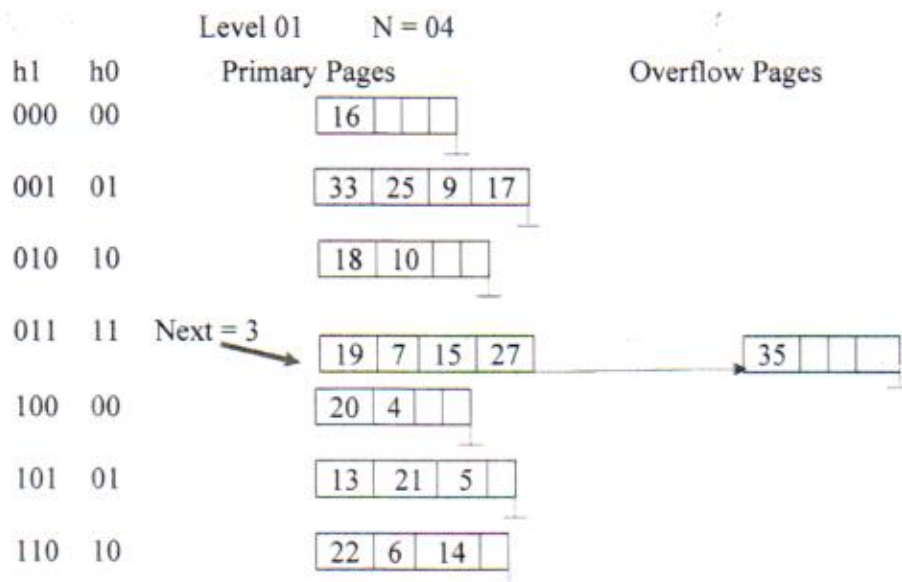 Level 01 N = 04
h1 h0 Primary Pages Overflow Pages
000 00 16
001 01 33 25 9 17
010 10 18 10
011 11 Next = 3 19 7 15 27 35
100 00 20 4
101 01 13 21 5
110 10 22 6 14